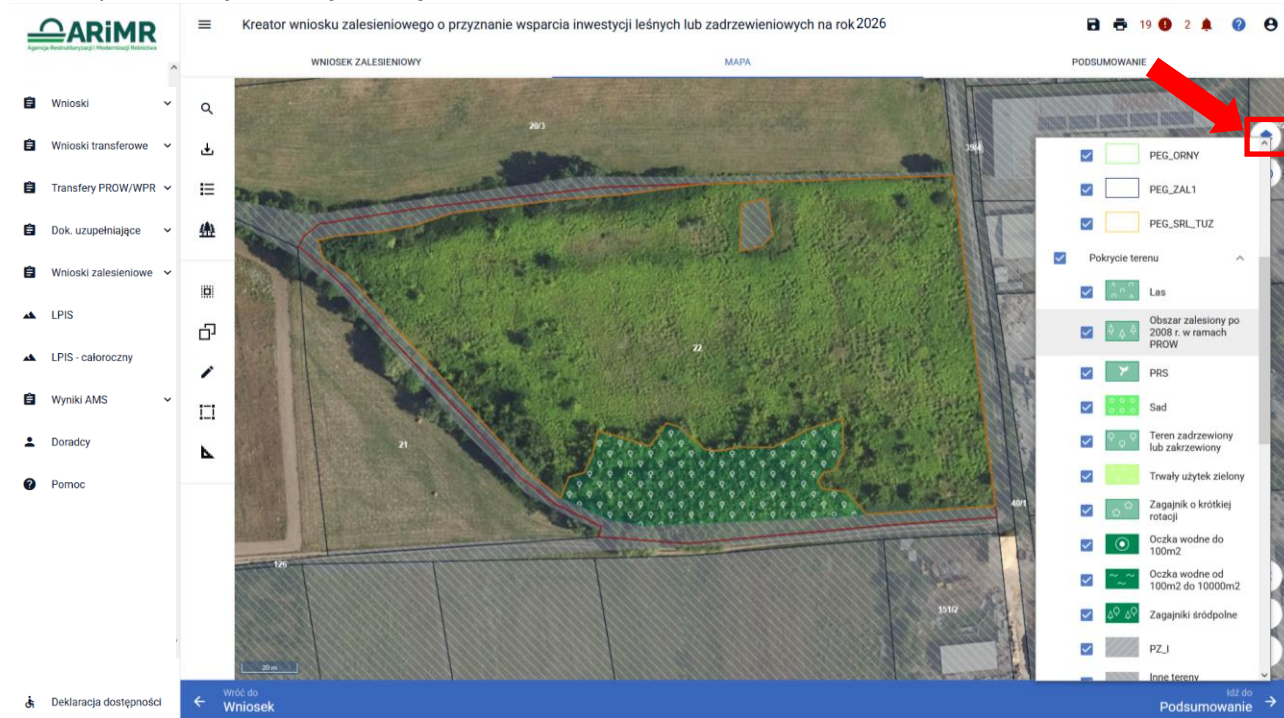 ARiMR
Agencja Restrukturyzacji i Modernizacji Rolnictwa
Kreator wniosku zalesieniowego o przyznanie wsparcia inwestycji leśnych lub zadrzewieniowych na rok 2026
19
2
WNIOSEK ZALESIENIOWY
MAPA
PODSUMOWANIE
Wnioski
Wnioski transferowe
Transfery PROW/WPR
Dok. uzupełniające
Wnioski zalesieniowe
LPIS
LPIS - całoroczny
Wyniki AMS
Doradcy
Pomoc
Deklaracja dostępności
20/3
39/4
22
21
40/1
126
151/2
20 m
PEG_ORNY
PEG_ZAL1
PEG_SRL_TUZ
Pokrycie terenu
Las
Obszar zalesiony po
2008 r. w ramach
PROW
PRS
Sad
Teren zadrzewiony
lub zakrzewiony
Trwały użytek zielony
Zagajnik o krótkiej
rotacji
Oczka wodne do
100m2
Oczka wodne od
100m2 do 10000m2
Zagajniki śródpolne
PZ_I
Inne tereny
Wróć do
Wniosek
Idź do
Podsumowanie